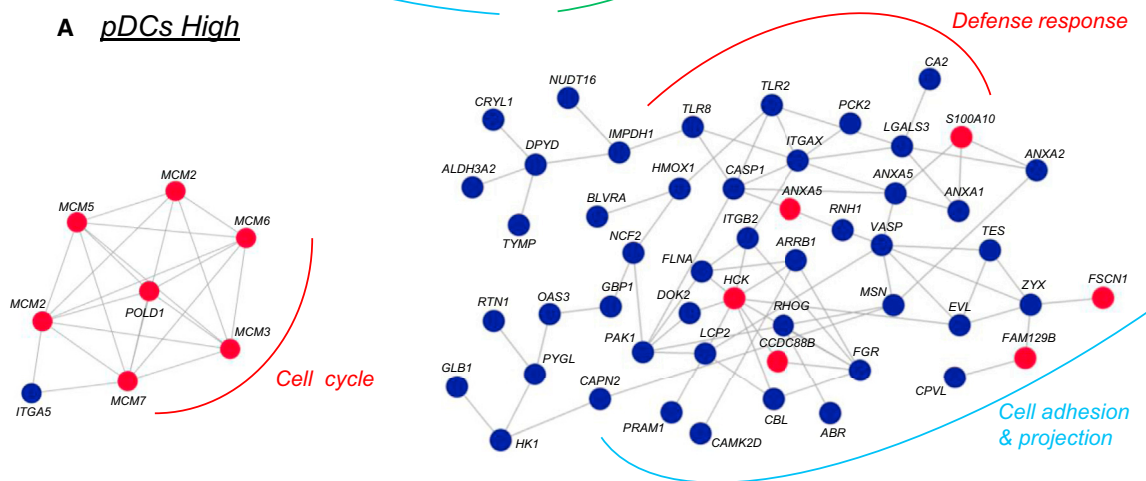 A pDCs High
Defense response
CA2
NUDT16
TLR2
CRYL1
PCK2
S100A10
TLR8
LGALS3
IMPDH1
ITGAX
DPYD
ANXA2
ALDH3A2
HMOX1
CASP1
ANXA5
MCM2
BLVRA
ANXA5
ANXA1
RNH1
MCM5
MCM6
TYMP
ITGB2
VASP
TES
NCF2
ARRB1
FLNA
HCK
ZYX
FSCN1
MCM2
POLD1
RTN1
OAS3
GBP1
DOK2
MSN
RHOG
EVL
MCM3
LCP2
CCDC88B
FAM129B
PAK1
FGR
PYGL
GLB1
CAPN2
Cell cycle
CPVL
MCM7
ITGA5
PRAM1
CBL
ABR
Cell adhesion
& projection
HK1
CAMK2D